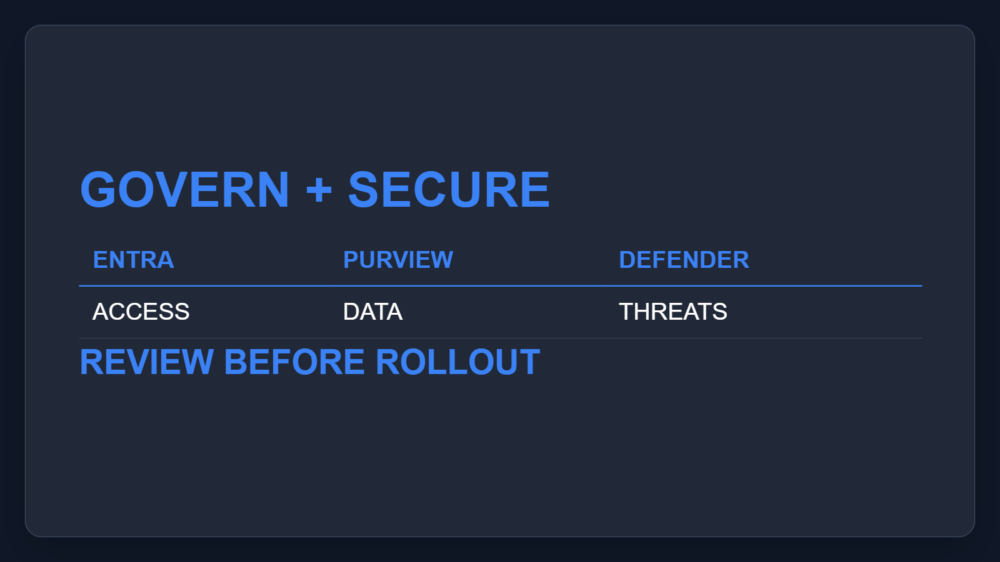 GOVERN + SECURE
ENTRA PURVIEW DEFENDER
ACCESS DATA THREATS
REVIEW BEFORE ROLLOUT